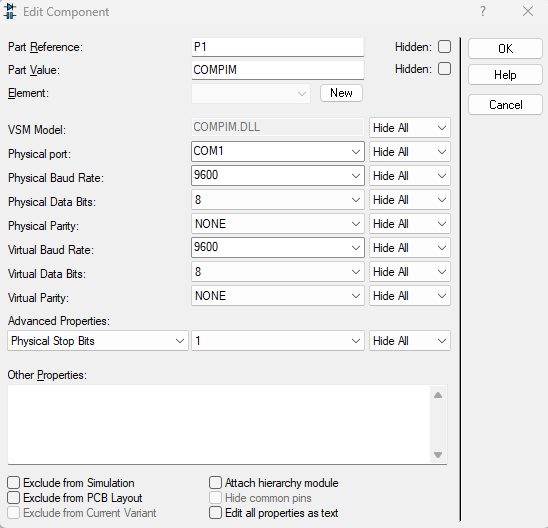 Edit Component ? ×
Part Reference: P1 Hidden: OK
Part Value: COMPIM Hidden: Help
Element: New Cancel
VSM Model: COMPIM.DLL Hide All
Physical port: COM1 Hide All
Physical Baud Rate: 9600 Hide All
Physical Data Bits: 8 Hide All
Physical Parity: NONE Hide All
Virtual Baud Rate: 9600 Hide All
Virtual Data Bits: 8 Hide All
Virtual Parity: NONE Hide All
Advanced Properties:
Physical Stop Bits 1 Hide All
Other Properties:
Exclude from Simulation Attach hierarchy module
Exclude from PCB Layout Hide common pins
Exclude from Current Variant Edit all properties as text